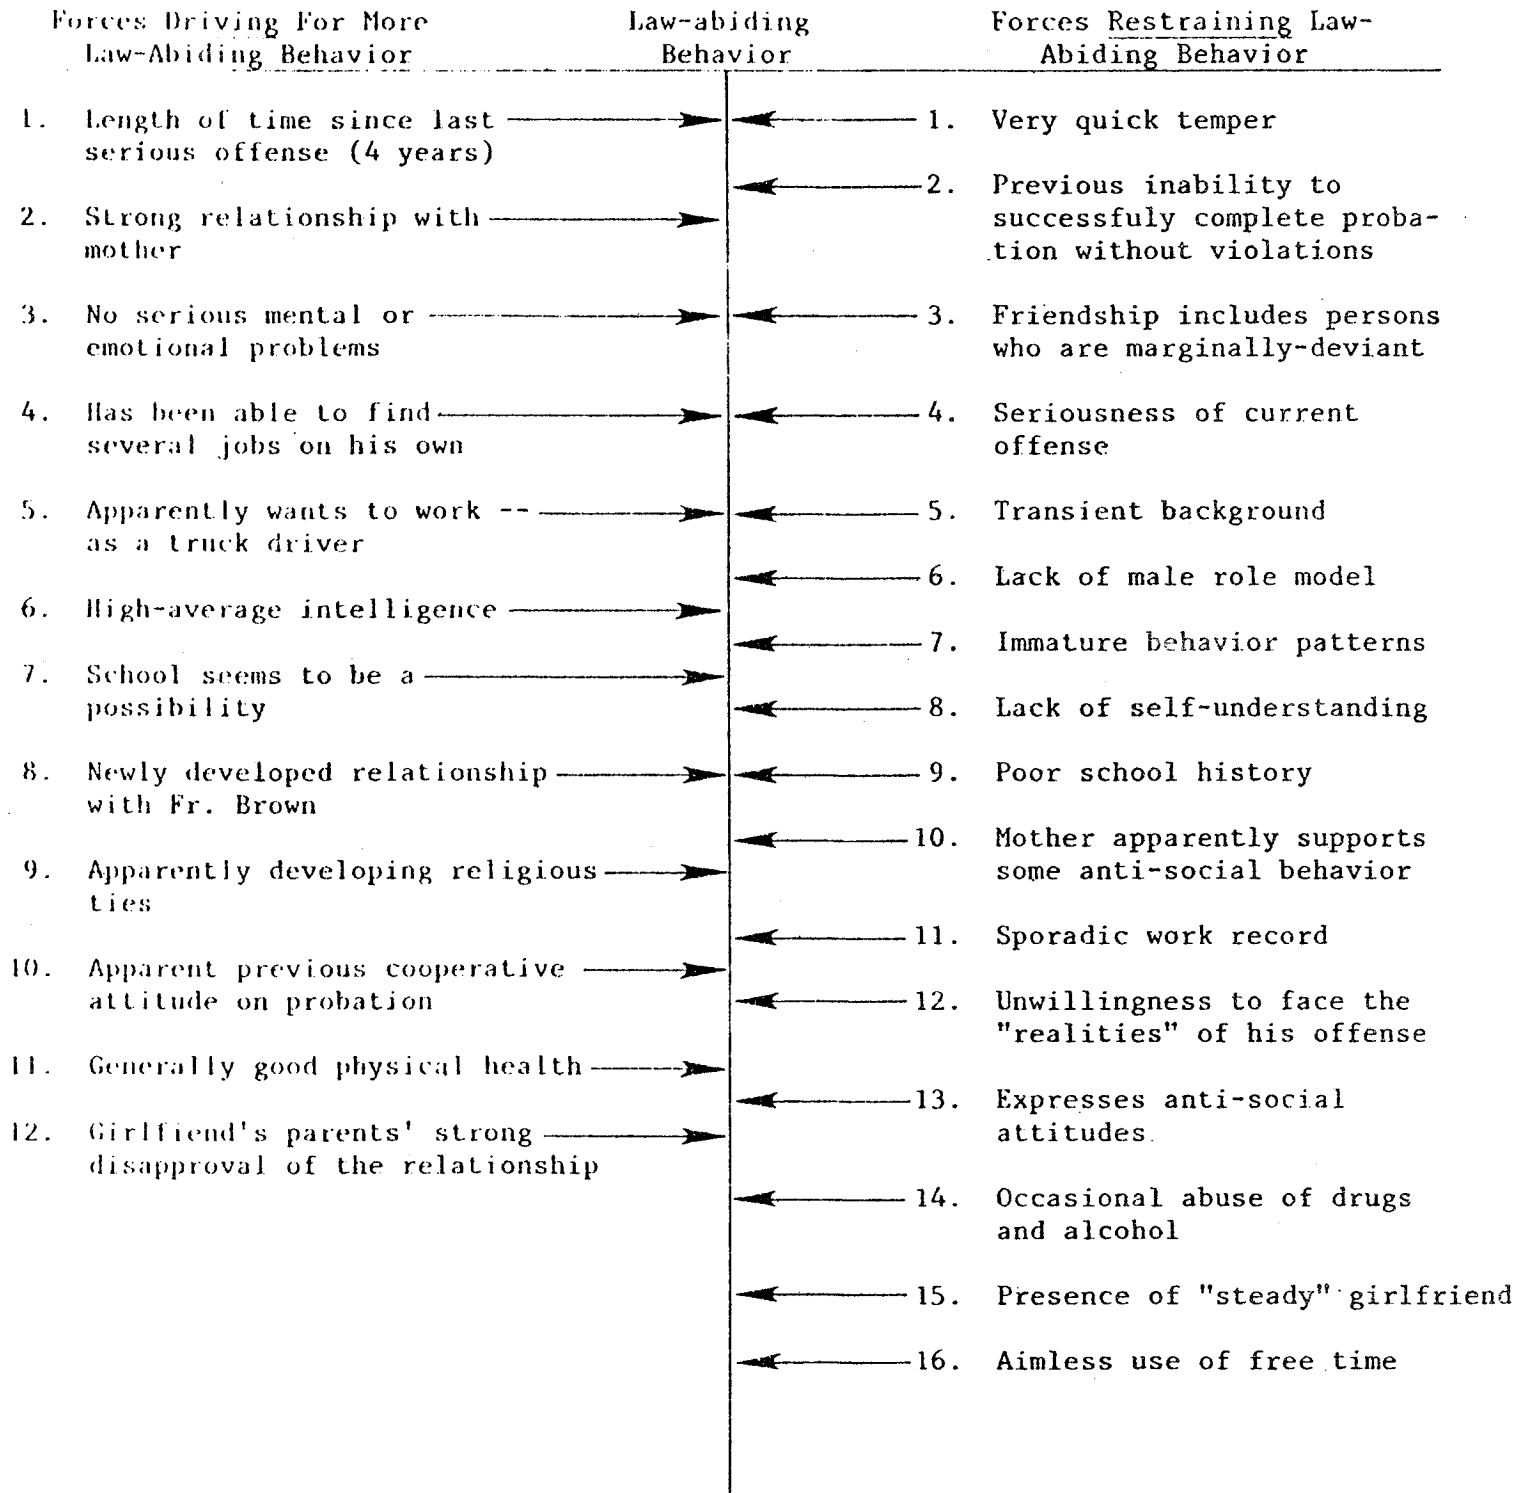 Forces Driving For More
Law-Abiding Behavior
Law-abiding
Behavior
Forces Restraining Law-
Abiding Behavior
1. Length of time since last
serious offense (4 years)
2. Strong relationship with
mother
3. No serious mental or
emotional problems
4. Has been able to find
several jobs on his own
5. Apparently wants to work --
as a truck driver
6. High-average intelligence
7. School seems to be a
possibility
8. Newly developed relationship
with Fr. Brown
9. Apparently developing religious
ties
10. Apparent previous cooperative
attitude on probation
11. Generally good physical health
12. Girlfiend's parents' strong
disapproval of the relationship
1. Very quick temper
2. Previous inability to
successfuly complete proba-
tion without violations
3. Friendship includes persons
who are marginally-deviant
4. Seriousness of current
offense
5. Transient background
6. Lack of male role model
7. Immature behavior patterns
8. Lack of self-understanding
9. Poor school history
10. Mother apparently supports
some anti-social behavior
11. Sporadic work record
12. Unwillingness to face the
"realities" of his offense
13. Expresses anti-social
attitudes.
14. Occasional abuse of drugs
and alcohol
15. Presence of "steady" girlfriend
16. Aimless use of free time